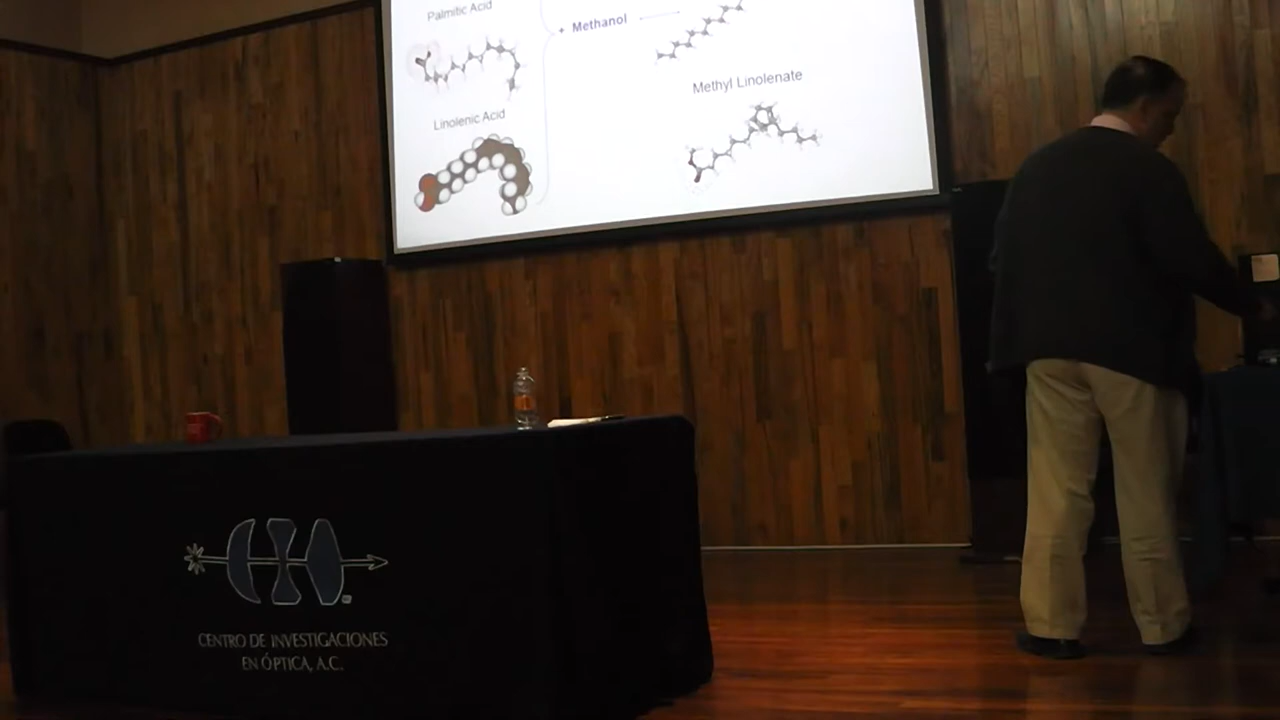 Palmitic Acid
+ Methanol
Methyl Linolenate
Linolenic Acid
CENTRO DE INVESTIGACIONES
EN ÓPTICA, A.C.